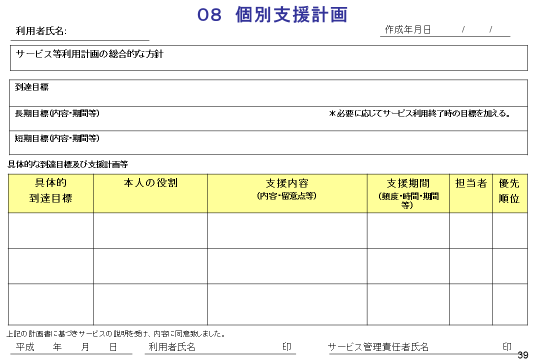 08 個別支援計画
利用者氏名:
作成年月日 / /
サービス等利用計画の総合的な方針
到達目標
長期目標(内容・期間等) ＊必要に応じてサービス利用終了時の目標を加える。
短期目標(内容・期間等)
具体的な到達目標及び支援計画等
具体的
到達目標
本人の役割
支援内容
(内容・留意点等)
支援期間
(頻度・時間・期間
等)
担当者
優先
順位
上記の計画書に基づきサービスの説明を受け、内容に同意致しました。
平成 年 月 日 利用者氏名 印 サービス管理責任者氏名 印
39